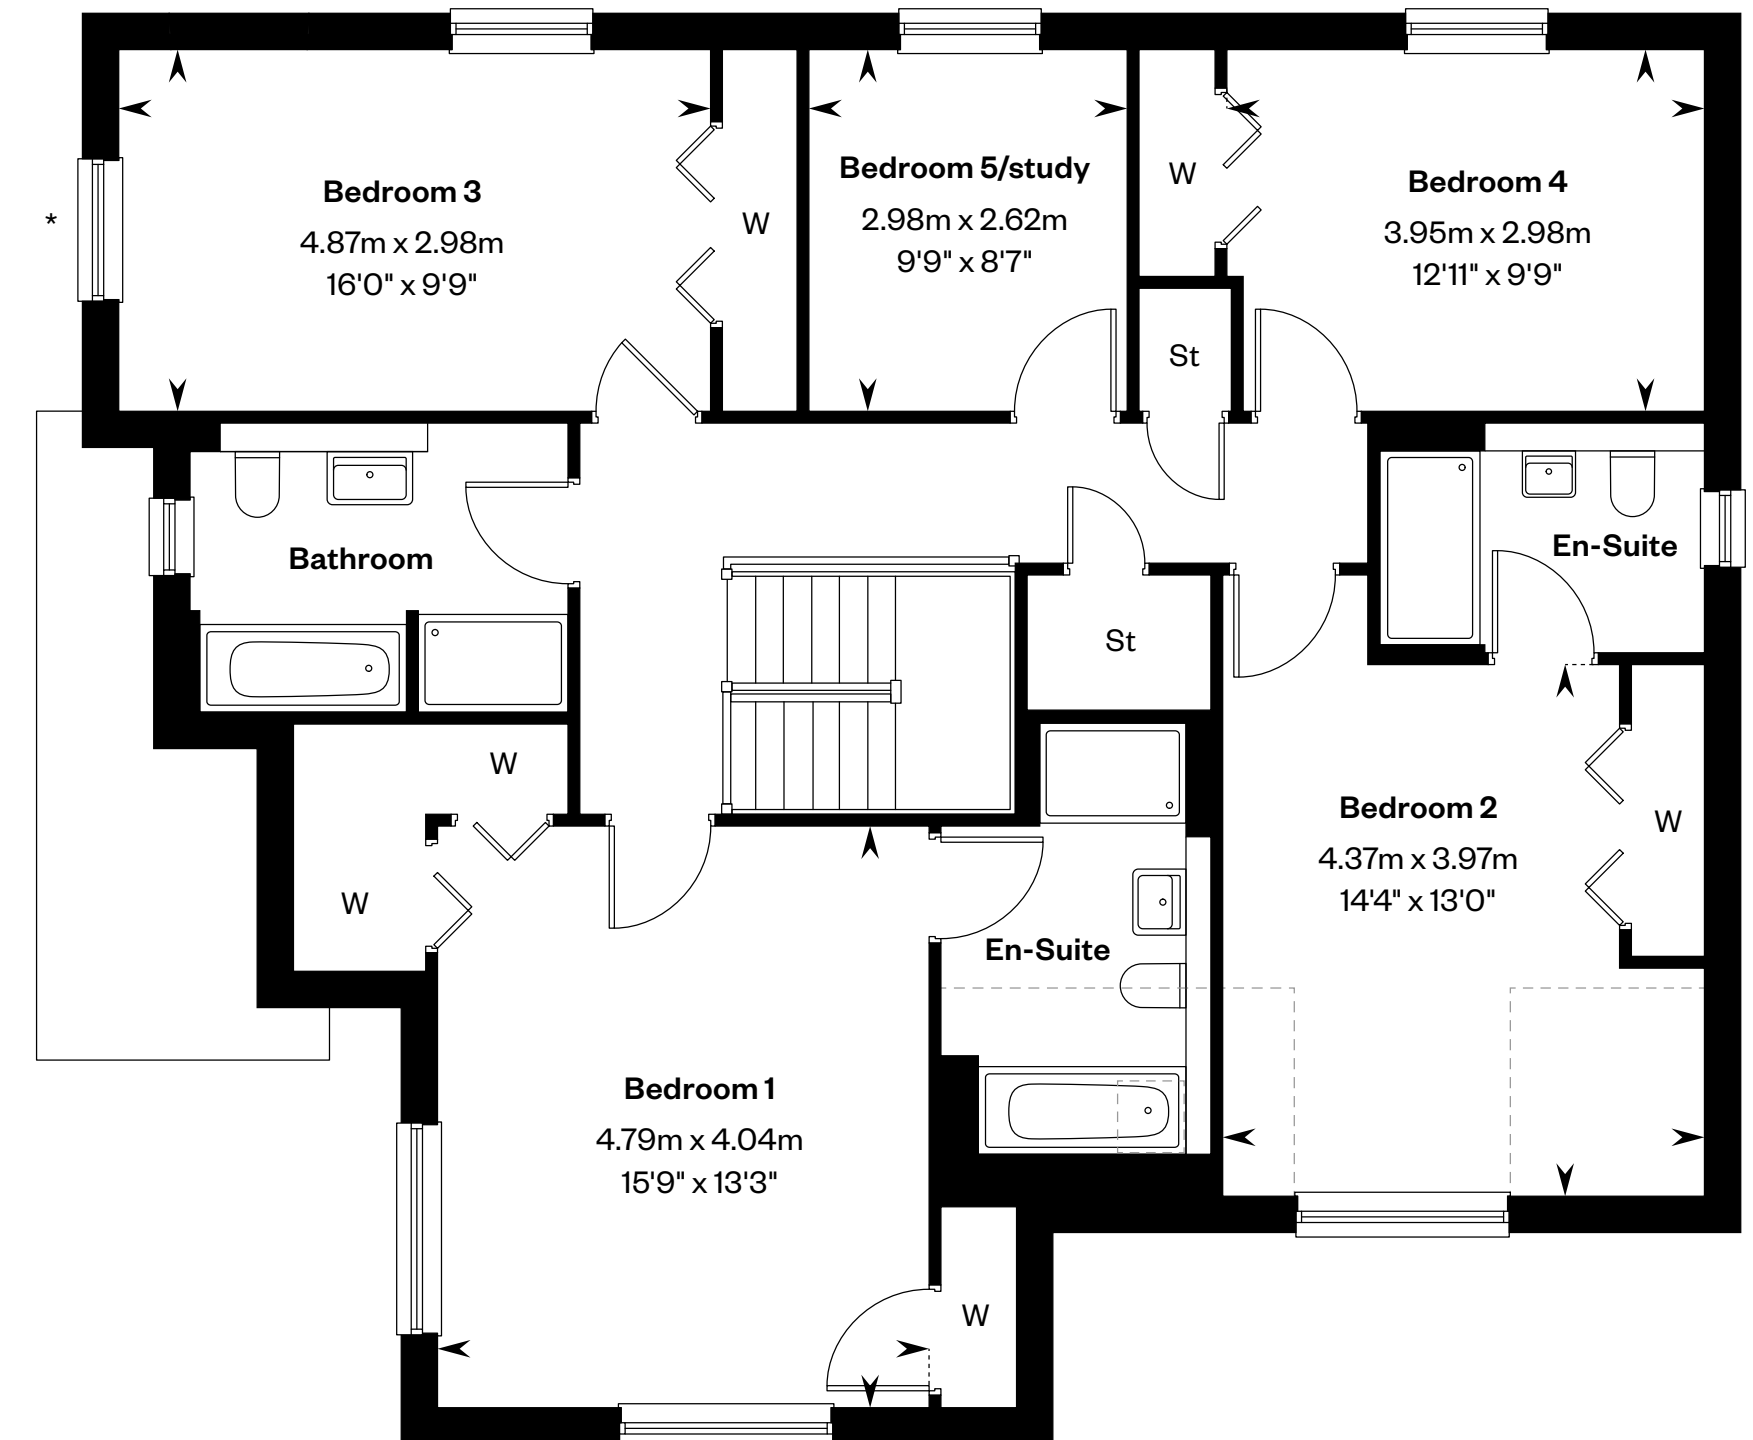 Bedroom 3
4.87m x 2.98m
16'0" x 9'9"
*
W
Bedroom 5/study
2.98m x 2.62m
9'9" x 8'7"
W
Bedroom 4
3.95m x 2.98m
12'11" x 9'9"
St
Bathroom
En-Suite
St
W
W
Bedroom 2
4.37m x 3.97m
14'4" x 13'0"
W
En-Suite
Bedroom 1
4.79m x 4.04m
15'9" x 13'3"
W